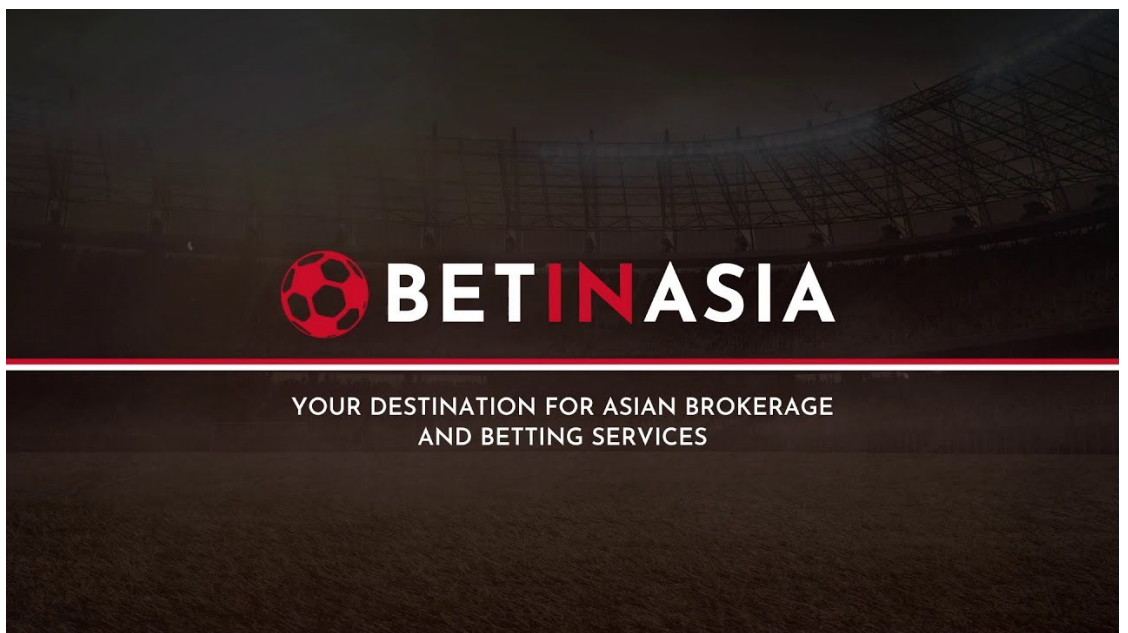 BETINASIA
YOUR DESTINATION FOR ASIAN BROKERAGE
AND BETTING SERVICES